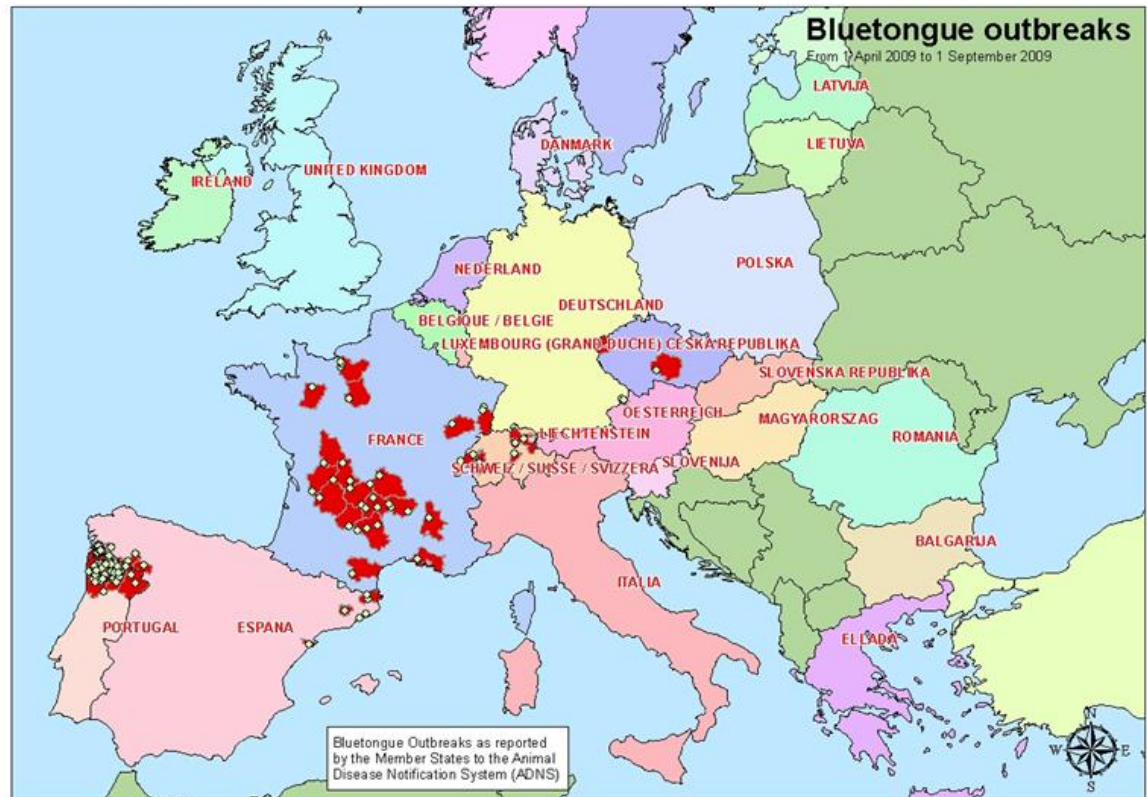 Bluetongue outbreaks
From 1 April 2009 to 1 September 2009
LATVIJA
LIETUVA
DANMARK
UNITED KINGDOM
IRELAND
NEDERLAND
POLSKA
DEUTSCHLAND
BELGIQUE / BELGIE
LUXEMBOURG (GRAND-DUCHE)
CESKA REPUBLIKA
SLOVENSKA REPUBLIKA
OESTERREICH
MAGYARORSZAG
FRANCE
LIECHTENSTEIN
ROMANIA
SCHWEIZ / SUISSE / SVIZZERA
SLOVENIJA
BALGARIJA
ITALIA
PORTUGAL
ESPANA
ELLADA
Bluetongue Outbreaks as reported
by the Member States to the Animal
Disease Notification System (ADNS)
N
W
E
S